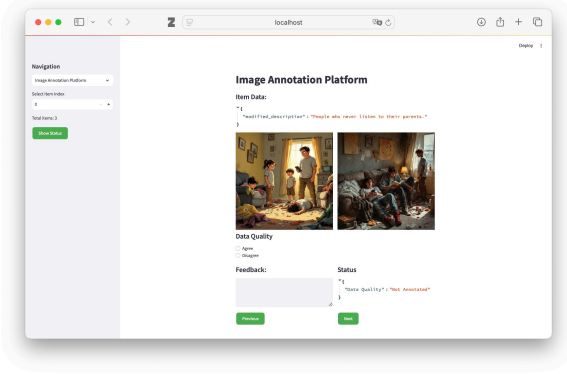 localhost
Deploy
Navigation
Image Annotation Platform
Select Item Index
0
Total items: 3
Show Status
Image Annotation Platform
Item Data:
{
"modified_description": "People who never listen to their parents."
}
Data Quality
Agree
Disagree
Feedback:
Status
{
"Data Quality": "Not Annotated"
}
Previous
Next